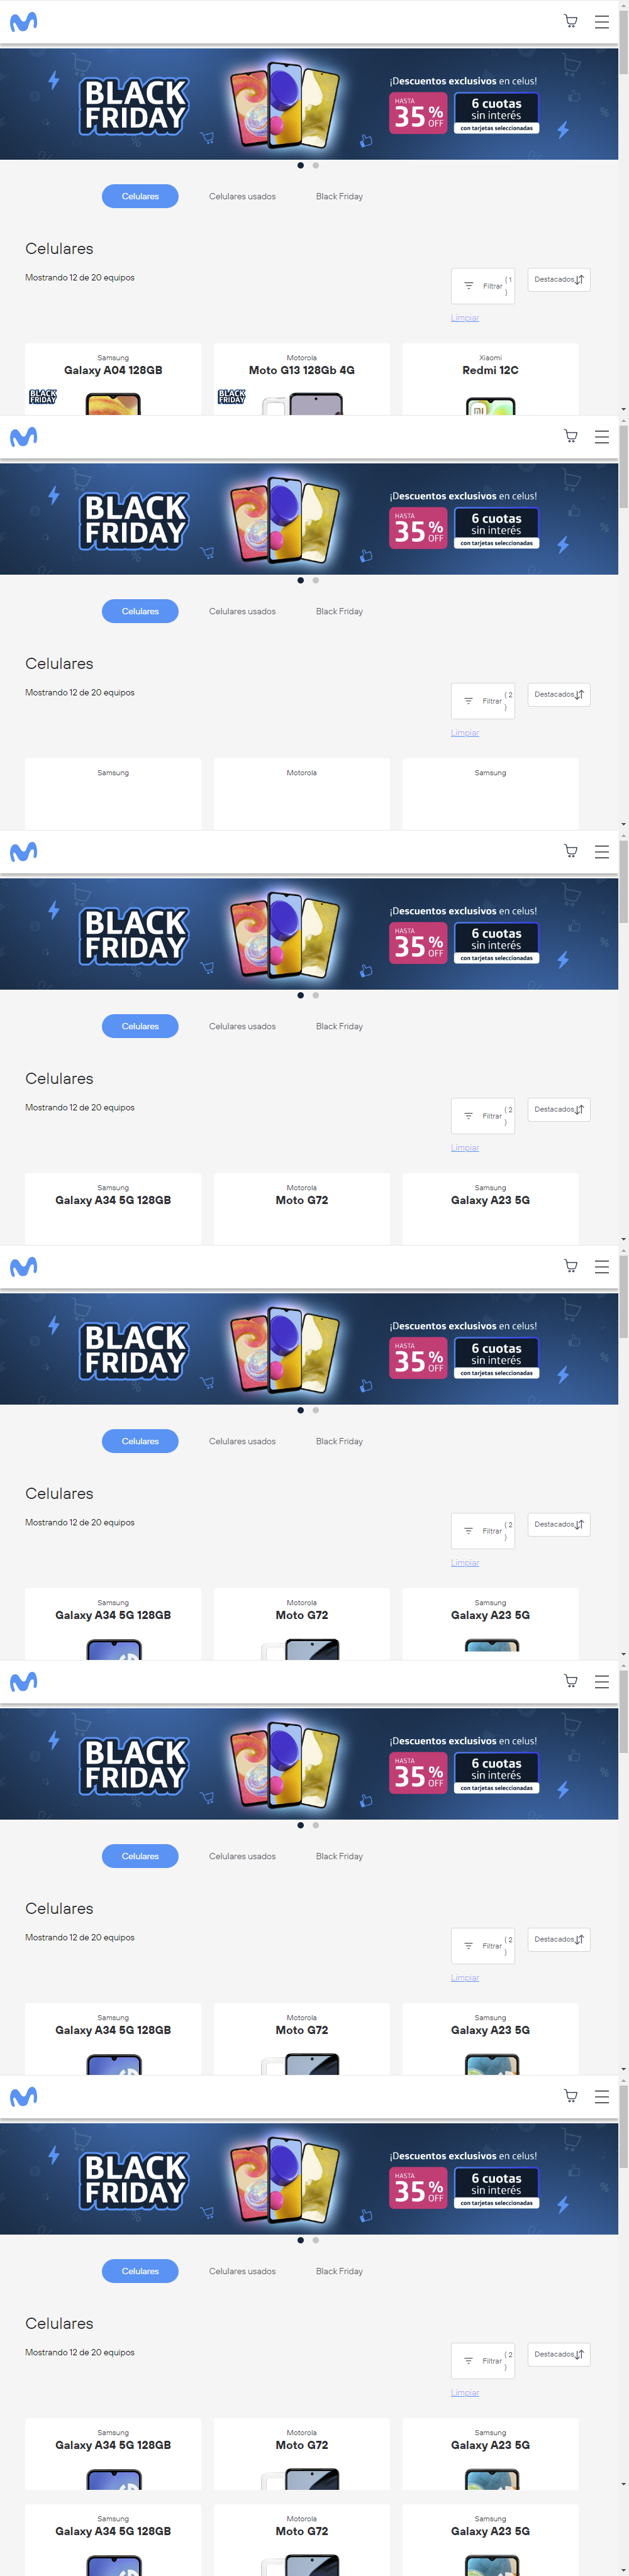 BLACK
FRIDAY
¡Descuentos exclusivos en celus!
HASTA
35%
OFF
6 cuotas
sin interés
con tarjetas seleccionadas
Celulares
Celulares usados
Black Friday
Celulares
Mostrando 12 de 20 equipos
Filtrar
( 1
)
Destacados
Limpiar
Samsung
Motorola
Xiaomi
Galaxy A04 128GB
Moto G13 128Gb 4G
Redmi 12C
BLACK
FRIDAY
BLACK
FRIDAY
BLACK
FRIDAY
¡Descuentos exclusivos en celus!
HASTA
35%
OFF
6 cuotas
sin interés
con tarjetas seleccionadas
Celulares
Celulares usados
Black Friday
Celulares
Mostrando 12 de 20 equipos
Filtrar
( 2
)
Destacados
Limpiar
Samsung
Motorola
Samsung
BLACK
FRIDAY
¡Descuentos exclusivos en celus!
HASTA
35%
OFF
6 cuotas
sin interés
con tarjetas seleccionadas
Celulares
Celulares usados
Black Friday
Celulares
Mostrando 12 de 20 equipos
Filtrar
( 2
)
Destacados
Limpiar
Samsung
Motorola
Samsung
Galaxy A34 5G 128GB
Moto G72
Galaxy A23 5G
BLACK
FRIDAY
¡Descuentos exclusivos en celus!
HASTA
35%
OFF
6 cuotas
sin interés
con tarjetas seleccionadas
Celulares
Celulares usados
Black Friday
Celulares
Mostrando 12 de 20 equipos
Filtrar
( 2
)
Destacados
Limpiar
Samsung
Motorola
Samsung
Galaxy A34 5G 128GB
Moto G72
Galaxy A23 5G
BLACK
FRIDAY
¡Descuentos exclusivos en celus!
HASTA
35%
OFF
6 cuotas
sin interés
con tarjetas seleccionadas
Celulares
Celulares usados
Black Friday
Celulares
Mostrando 12 de 20 equipos
Filtrar
( 2
)
Destacados
Limpiar
Samsung
Motorola
Samsung
Galaxy A34 5G 128GB
Moto G72
Galaxy A23 5G
BLACK
FRIDAY
¡Descuentos exclusivos en celus!
HASTA
35%
OFF
6 cuotas
sin interés
con tarjetas seleccionadas
Celulares
Celulares usados
Black Friday
Celulares
Mostrando 12 de 20 equipos
Filtrar
( 2
)
Destacados
Limpiar
Samsung
Motorola
Samsung
Galaxy A34 5G 128GB
Moto G72
Galaxy A23 5G
Samsung
Motorola
Samsung
Galaxy A34 5G 128GB
Moto G72
Galaxy A23 5G